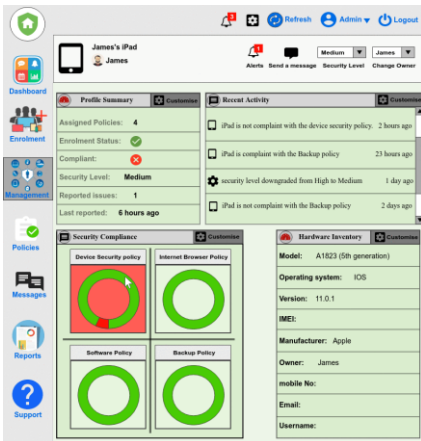 3
Refresh
Admin
Logout
James's iPad
James
1
Medium
James
Alerts
Send a message
Security Level
Change Owner
Dashboard
Enrolment
Management
Policies
Messages
Reports
Support
Profile Summary
Customise
Assigned Policies: 4
Enrolment Status:
Compliant:
Security Level: Medium
Reported issues: 1
Last reported: 6 hours ago
Recent Activity
Customise
iPad is not complaint with the device security policy. 2 hours ago
iPad is complaint with the Backup policy 23 hours ago
security level downgraded from High to Medium 1 day ago
iPad is not complaint with the Backup policy 2 days ago
Security Compliance
Customise
Device Security policy
Internet Browser Policy
Software Policy
Backup Policy
Hardware Inventory
Customise
Model: A1823 (5th generation)
Operating system: IOS
Version: 11.0.1
IMEI:
Manufacturer: Apple
Owner: James
mobile No:
Email:
Username: